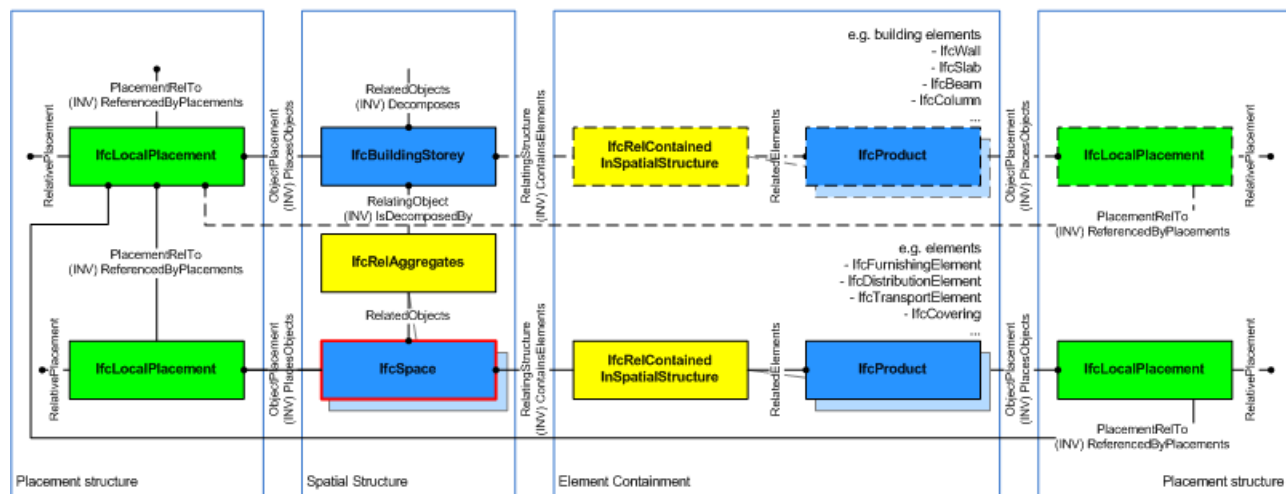 e.g. building elements
- IfcWall
- IfcSlab
- IfcBeam
- IfcColumn
...
PlacementRelTo
(INV) ReferencedByPlacements
RelatedObjects
(INV) Decomposes
RelativePlacement
IfcLocalPlacement
ObjectPlacement
(INV) PlacesObjects
IfcBuildingStorey
RelatingStructure
(INV) ContainsElements
IfcRelContained
InSpatialStructure
RelatedElements
IfcProduct
ObjectPlacement
(INV) PlacesObjects
IfcLocalPlacement
RelativePlacement
RelatingObject
(INV) IsDecomposedBy
PlacementRelTo
(INV) ReferencedByPlacements
PlacementRelTo
(INV) ReferencedByPlacements
IfcRelAggregates
e.g. elements
- IfcFurnishingElement
- IfcDistributionElement
- IfcTransportElement
- IfcCovering
...
RelatedObjects
RelativePlacement
IfcLocalPlacement
ObjectPlacement
(INV) PlacesObjects
IfcSpace
RelatingStructure
(INV) ContainsElements
IfcRelContained
InSpatialStructure
RelatedElements
IfcProduct
ObjectPlacement
(INV) PlacesObjects
IfcLocalPlacement
RelativePlacement
PlacementRelTo
(INV) ReferencedByPlacements
Placement structure
Spatial Structure
Element Containment
Placement structure